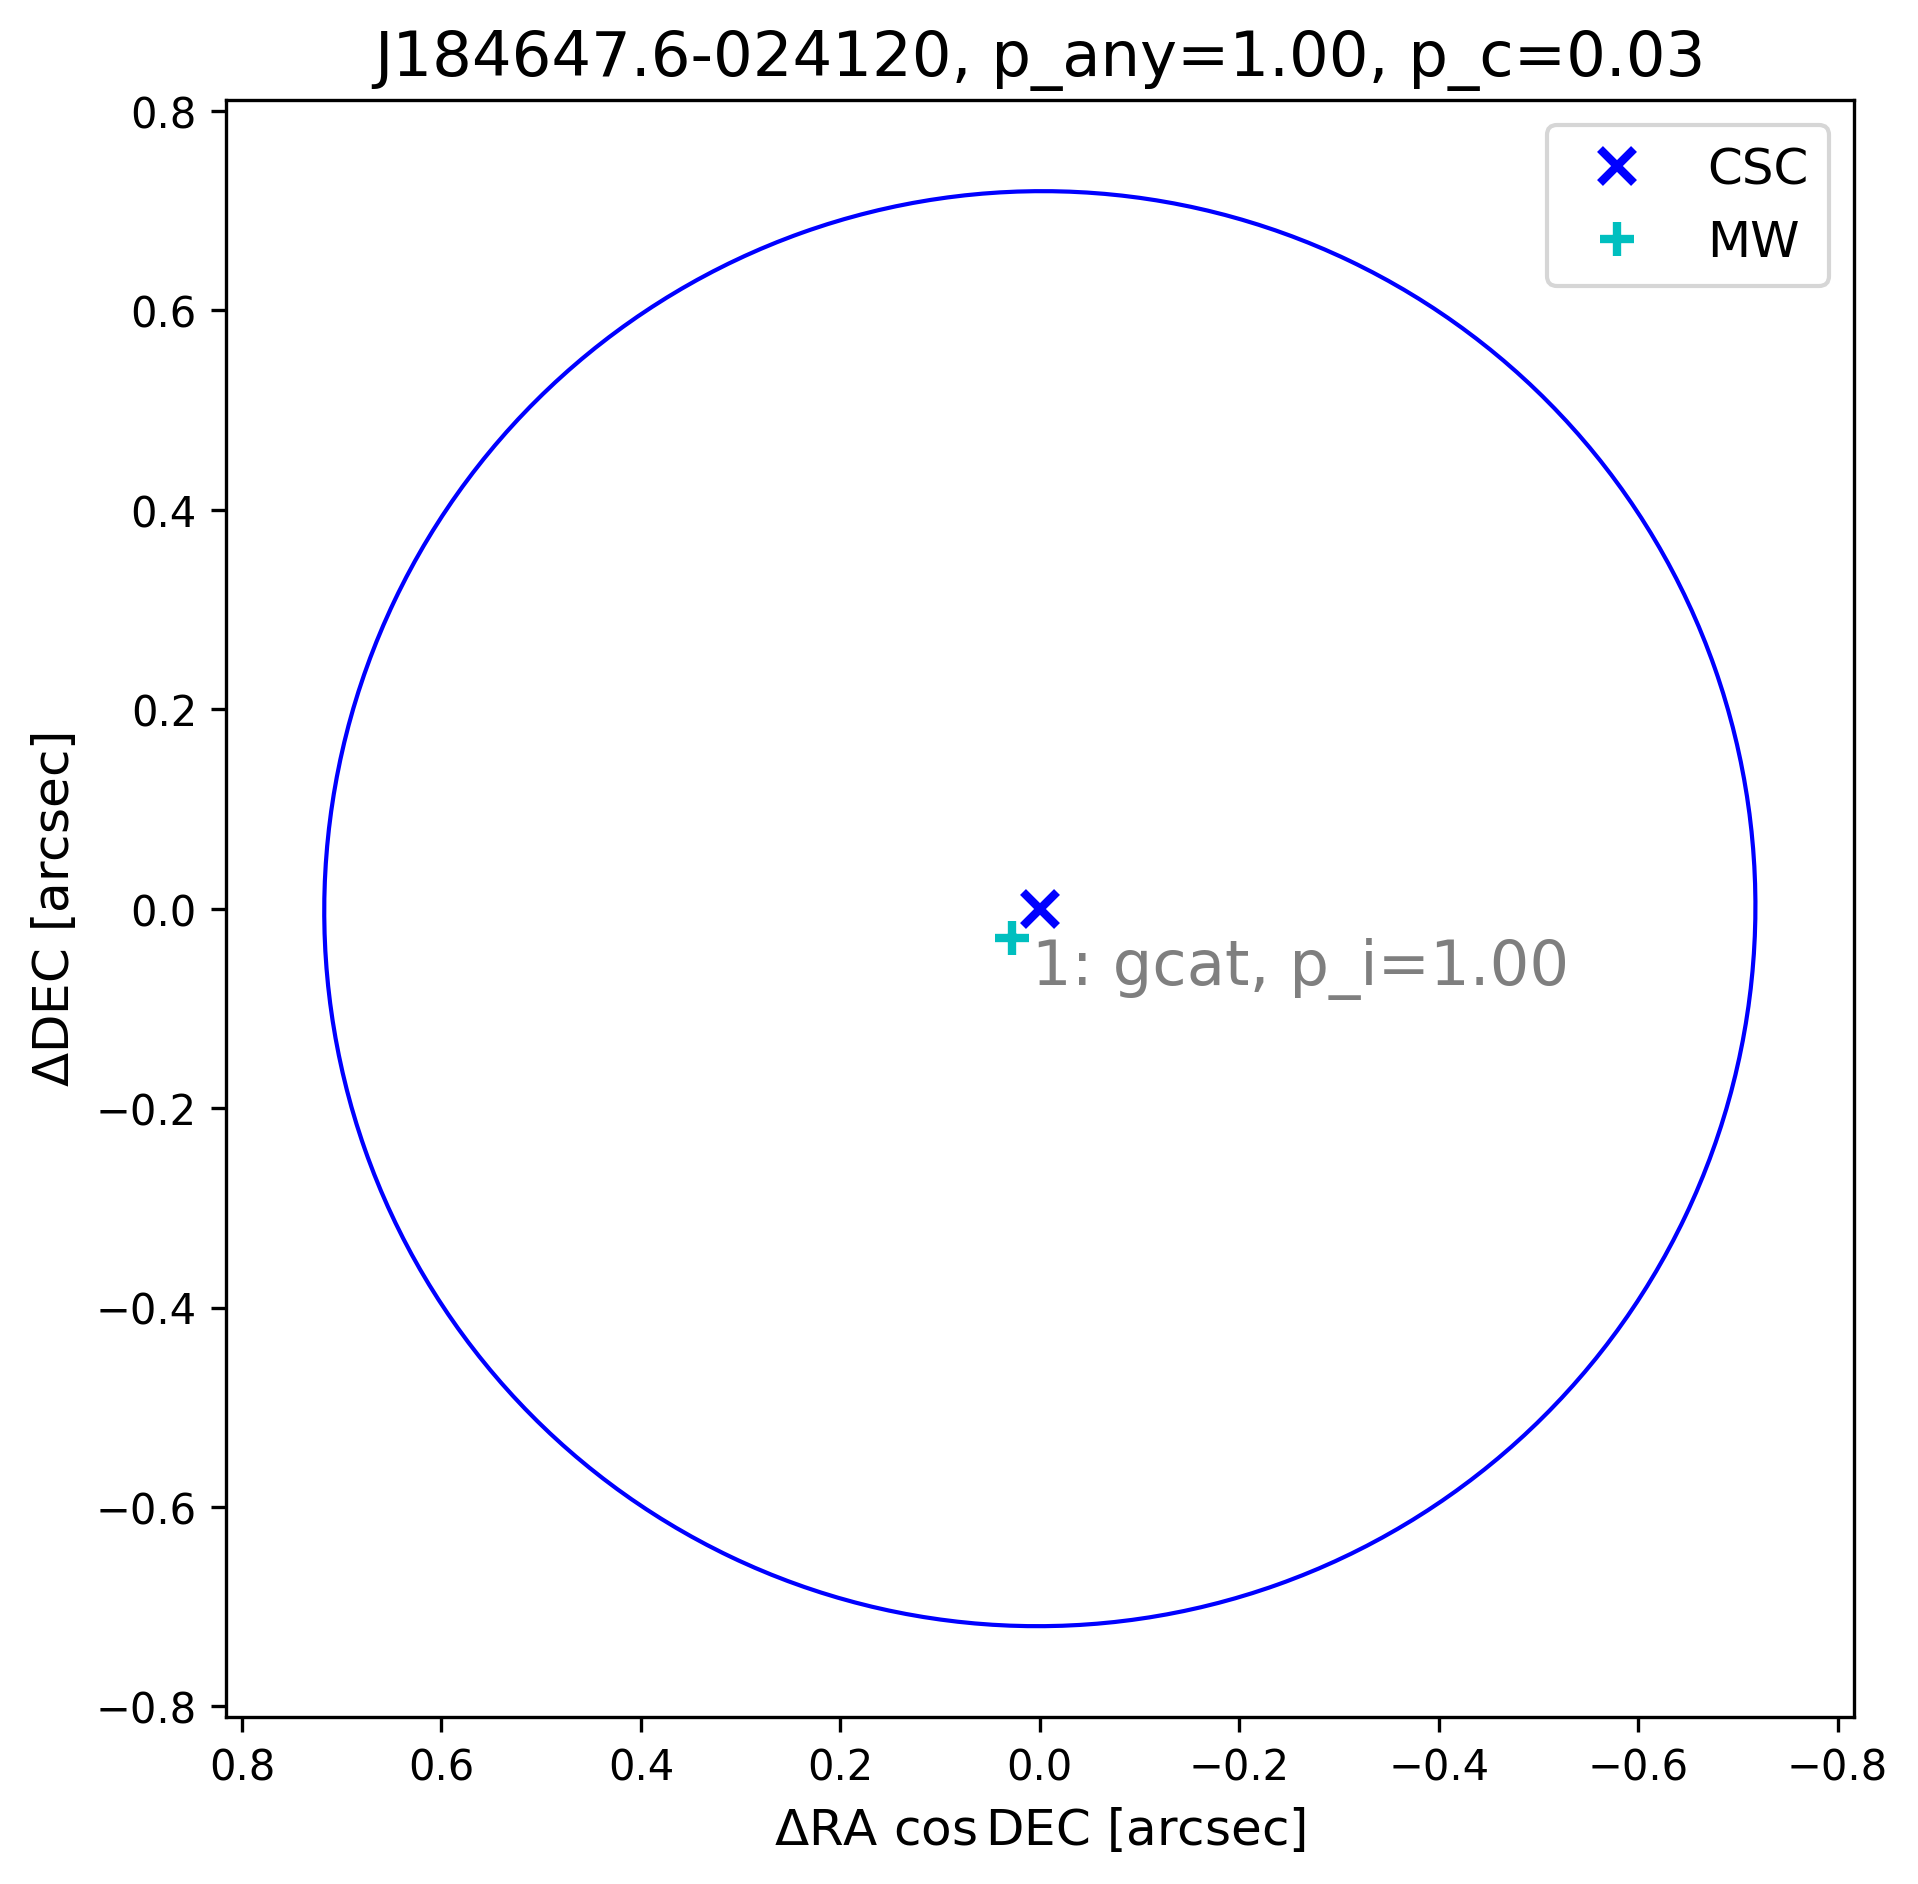 J184647.6-024120, p_any=1.00, p_c=0.03
CSC
MW
0.8
0.6
0.4
0.2
0.0
−0.2
−0.4
−0.6
−0.8
ΔDEC [arcsec]
1: gcat, p_i=1.00
0.8 0.6 0.4 0.2 0.0 −0.2 −0.4 −0.6 −0.8
ΔRA cos DEC [arcsec]